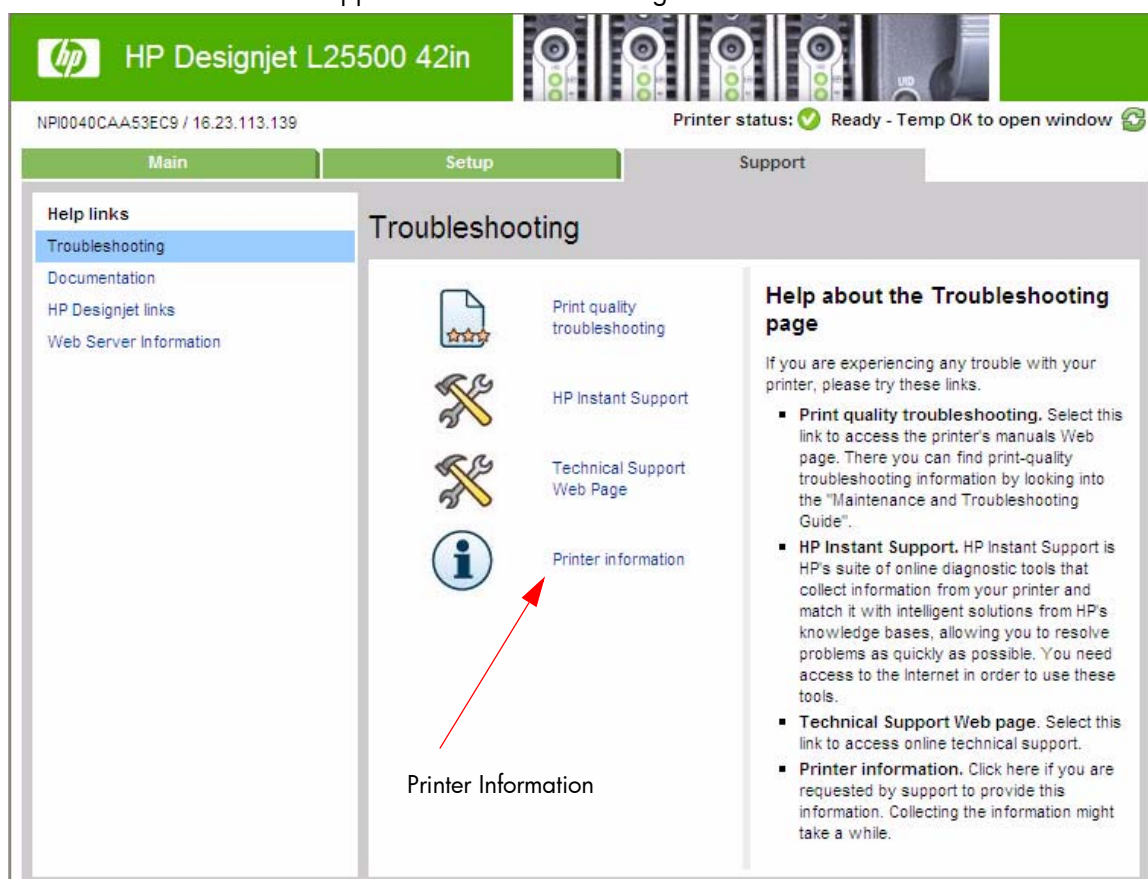 hp
HP Designjet L25500 42in
UID
NPI0040CAA53EC9 / 16.23.113.139
Printer status: Ready - Temp OK to open window
Main
Setup
Support
Help links
Troubleshooting
Documentation
HP Designjet links
Web Server Information
Troubleshooting
Print quality
troubleshooting
HP Instant Support
Technical Support
Web Page
Printer information
Printer Information
Help about the Troubleshooting
page
If you are experiencing any trouble with your
printer, please try these links.
▪ Print quality troubleshooting. Select this
link to access the printer's manuals Web
page. There you can find print-quality
troubleshooting information by looking into
the "Maintenance and Troubleshooting
Guide".
▪ HP Instant Support. HP Instant Support is
HP's suite of online diagnostic tools that
collect information from your printer and
match it with intelligent solutions from HP's
knowledge bases, allowing you to resolve
problems as quickly as possible. You need
access to the Internet in order to use these
tools.
▪ Technical Support Web page. Select this
link to access online technical support.
▪ Printer information. Click here if you are
requested by support to provide this
information. Collecting the information might
take a while.